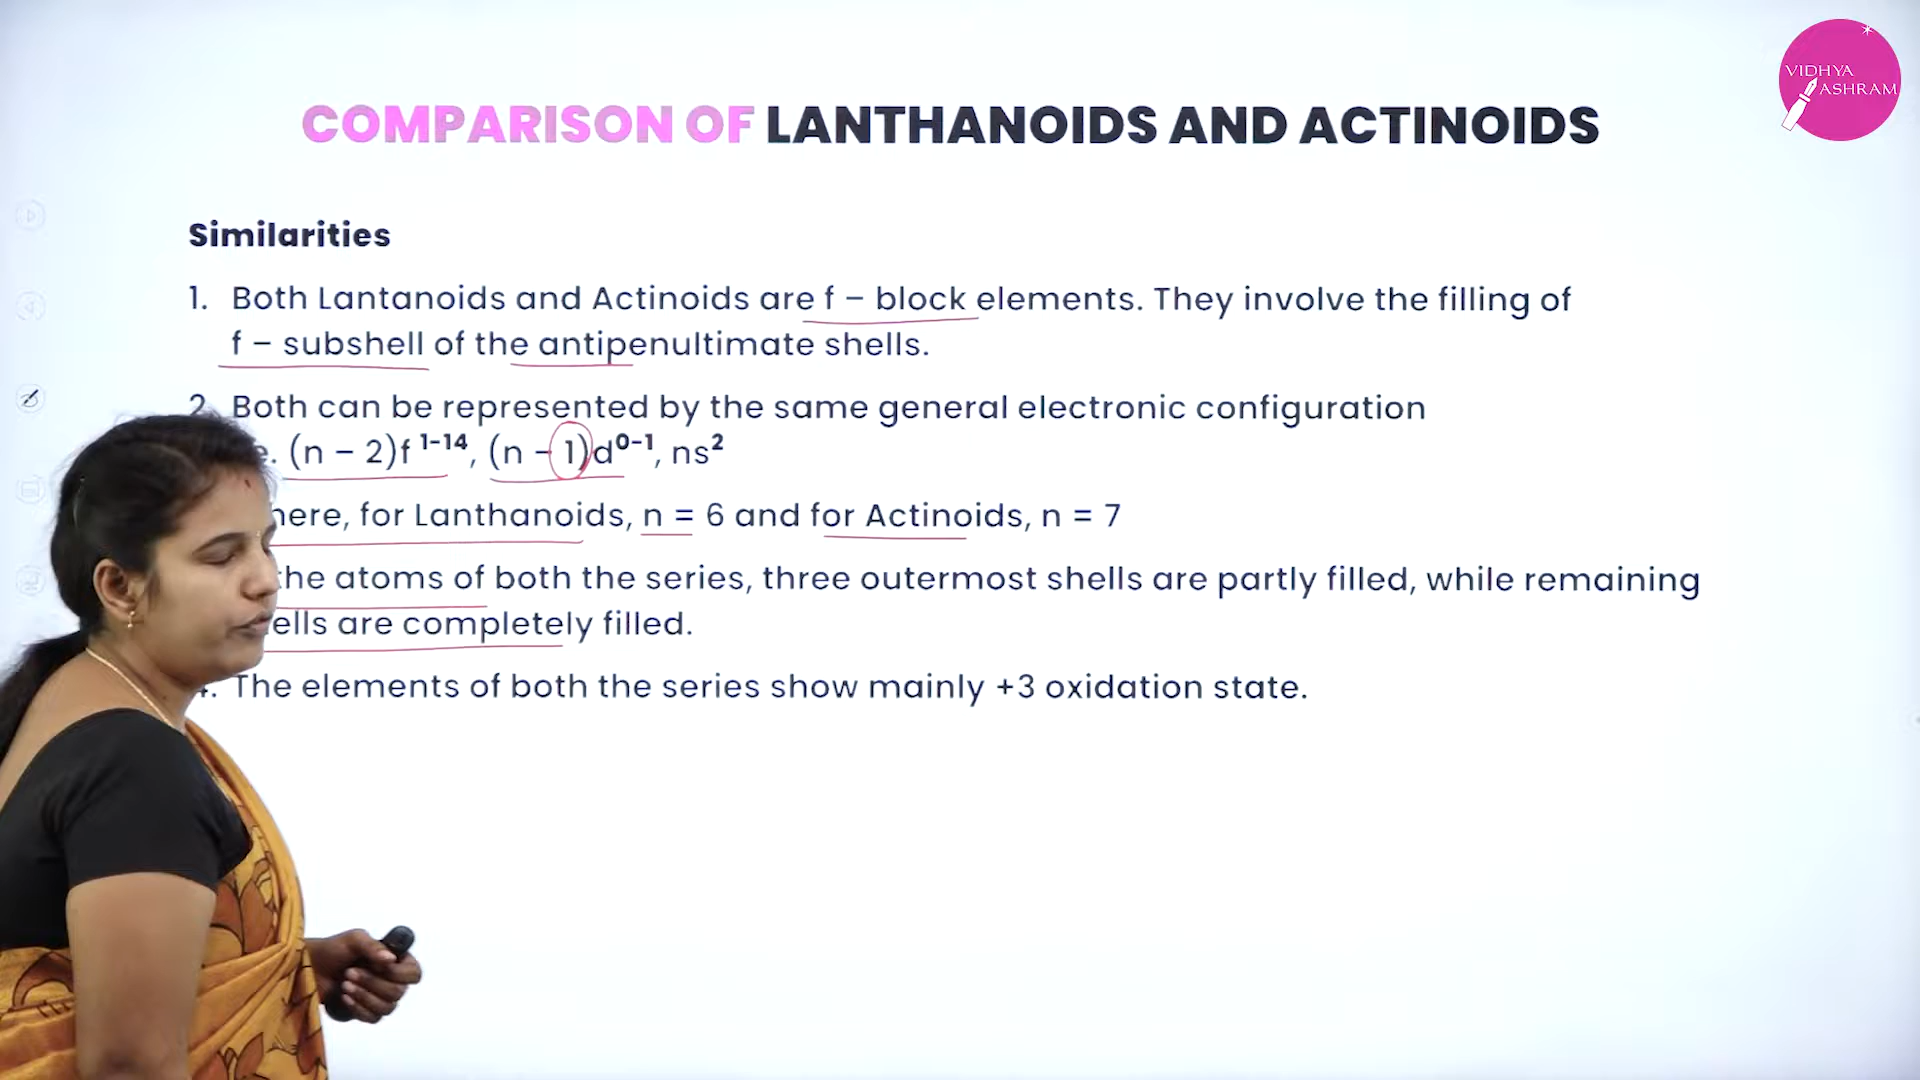 VIDHYA
ASHRAM
COMPARISON OF LANTHANOIDS AND ACTINOIDS
Similarities
1. Both Lantanoids and Actinoids are f – block elements. They involve the filling of
f – subshell of the antipenultimate shells.
2. Both can be represented by the same general electronic configuration
e. (n – 2)f ¹⁻¹⁴, (n – 1)d⁰⁻¹, ns²
here, for Lanthanoids, n = 6 and for Actinoids, n = 7
the atoms of both the series, three outermost shells are partly filled, while remaining
ells are completely filled.
4. The elements of both the series show mainly +3 oxidation state.